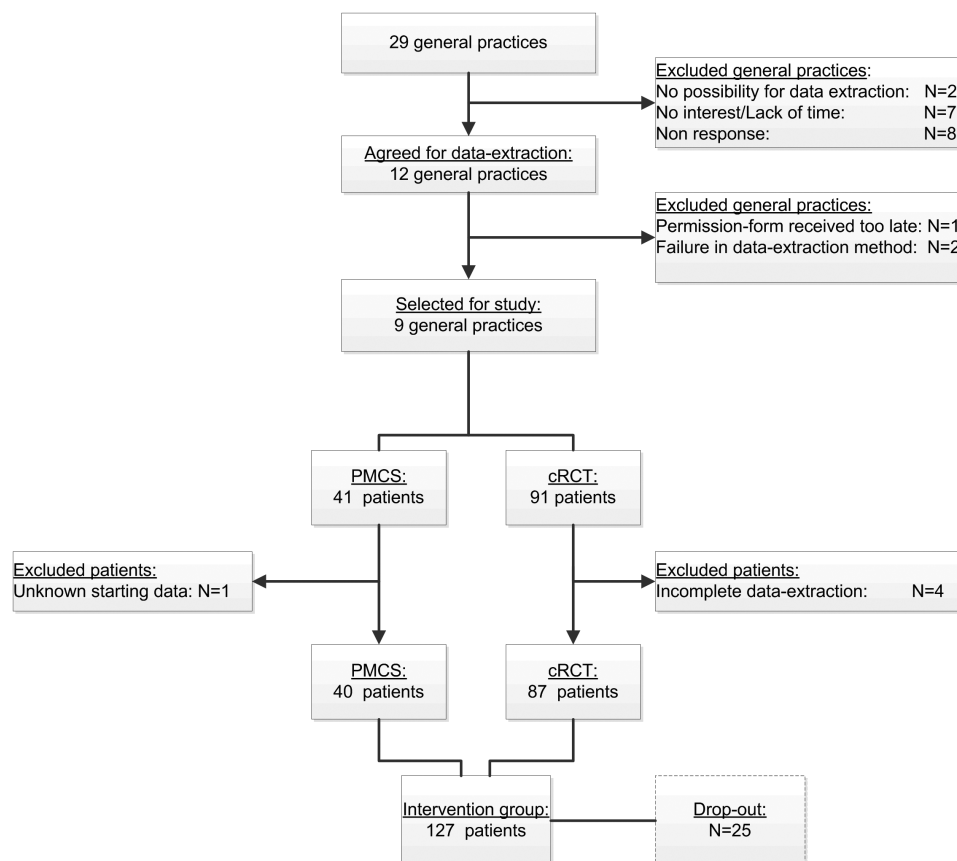 29 general practices
Excluded general practices:
No possibility for data extraction: N=2
No interest/Lack of time: N=7
Non response: N=8
Agreed for data-extraction:
12 general practices
Excluded general practices:
Permission-form received too late: N=1
Failure in data-extraction method: N=2
Selected for study:
9 general practices
PMCS:
41 patients
cRCT:
91 patients
Excluded patients:
Unknown starting data: N=1
Excluded patients:
Incomplete data-extraction: N=4
PMCS:
40 patients
cRCT:
87 patients
Intervention group:
127 patients
Drop-out:
N=25